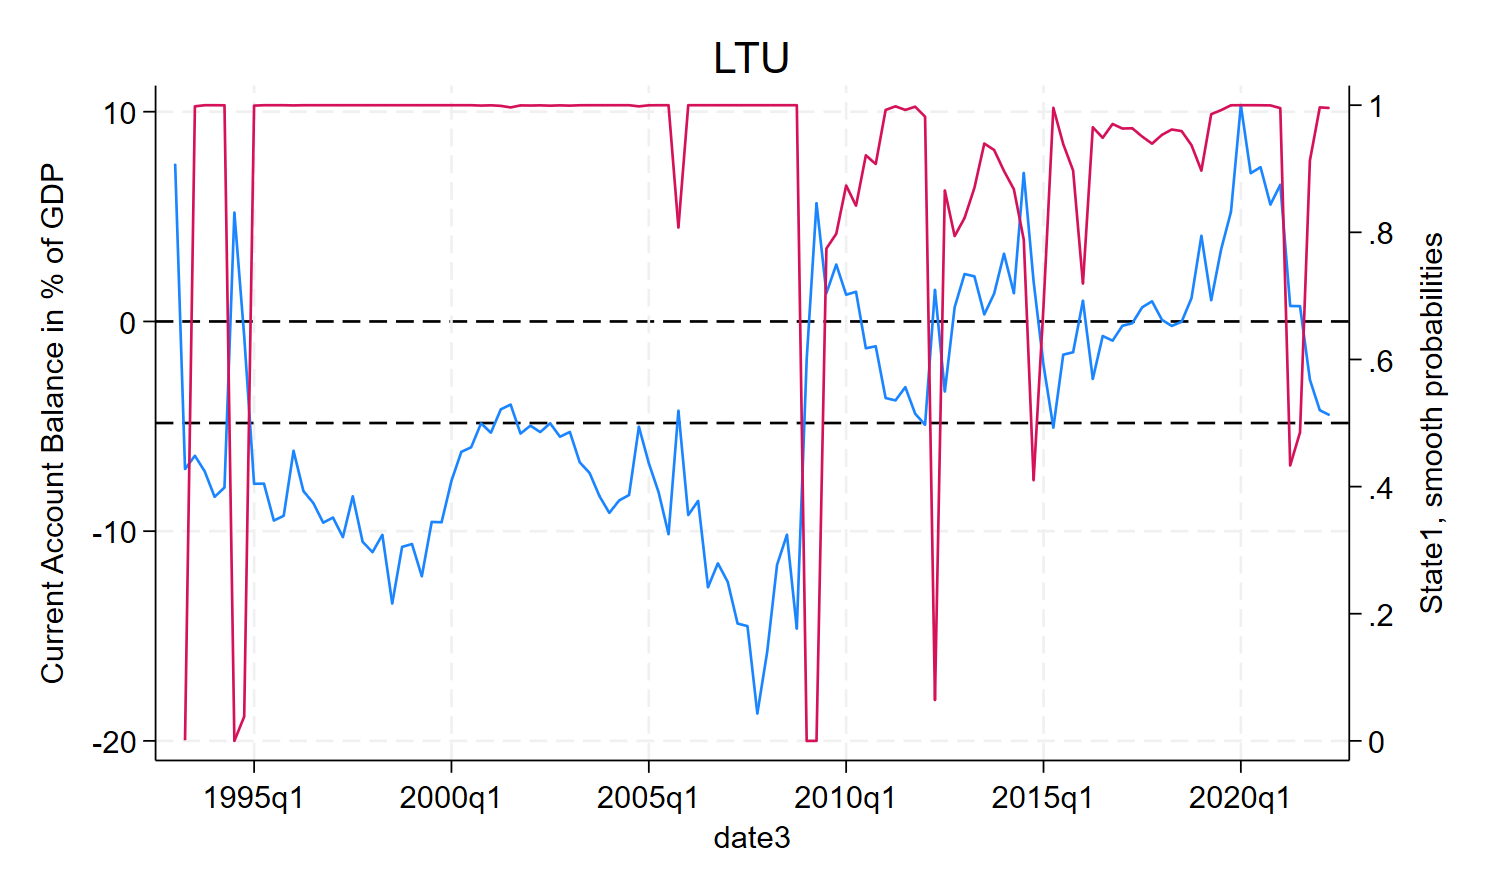 LTU
Current Account Balance in % of GDP
10
0
-10
-20
State1, smooth probabilities
1
.8
.6
.4
.2
0
1995q1 2000q1 2005q1 2010q1 2015q1 2020q1
date3